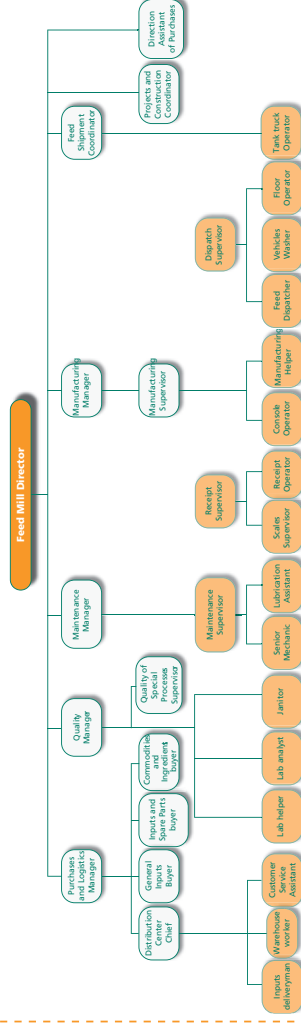 Feed Mill Director
Purchases
and Logistics
Manager
Quality
Manager
Maintenance
Manager
Manufacturing
Manager
Feed
Shipment
Coordinator
Distribution
Center
Chief
General
Inputs
Buyer
Inputs and
Spare Parts
buyer
Commodities
and
Ingredient
buyer
Quality of
Special
Processes
Supervisor
Manufacturing
Supervisor
Projects and
Construction
Coordinator
Direction
Assistant
of Purchases
Maintenance
Supervisor
Receipt
Supervisor
Dispatch
Supervisor
Inputs
deliveryman
Warehouse
worker
Customer
Service
Assistant
Lab helper
Lab analyst
Janitor
Senior
Mechanic
Lubrication
Assistant
Scales
Supervisor
Receipt
Operator
Console
Operator
Manufacturing
Helper
Feed
Dispatcher
Vehicles
Washer
Floor
Operator
Tank truck
Operator